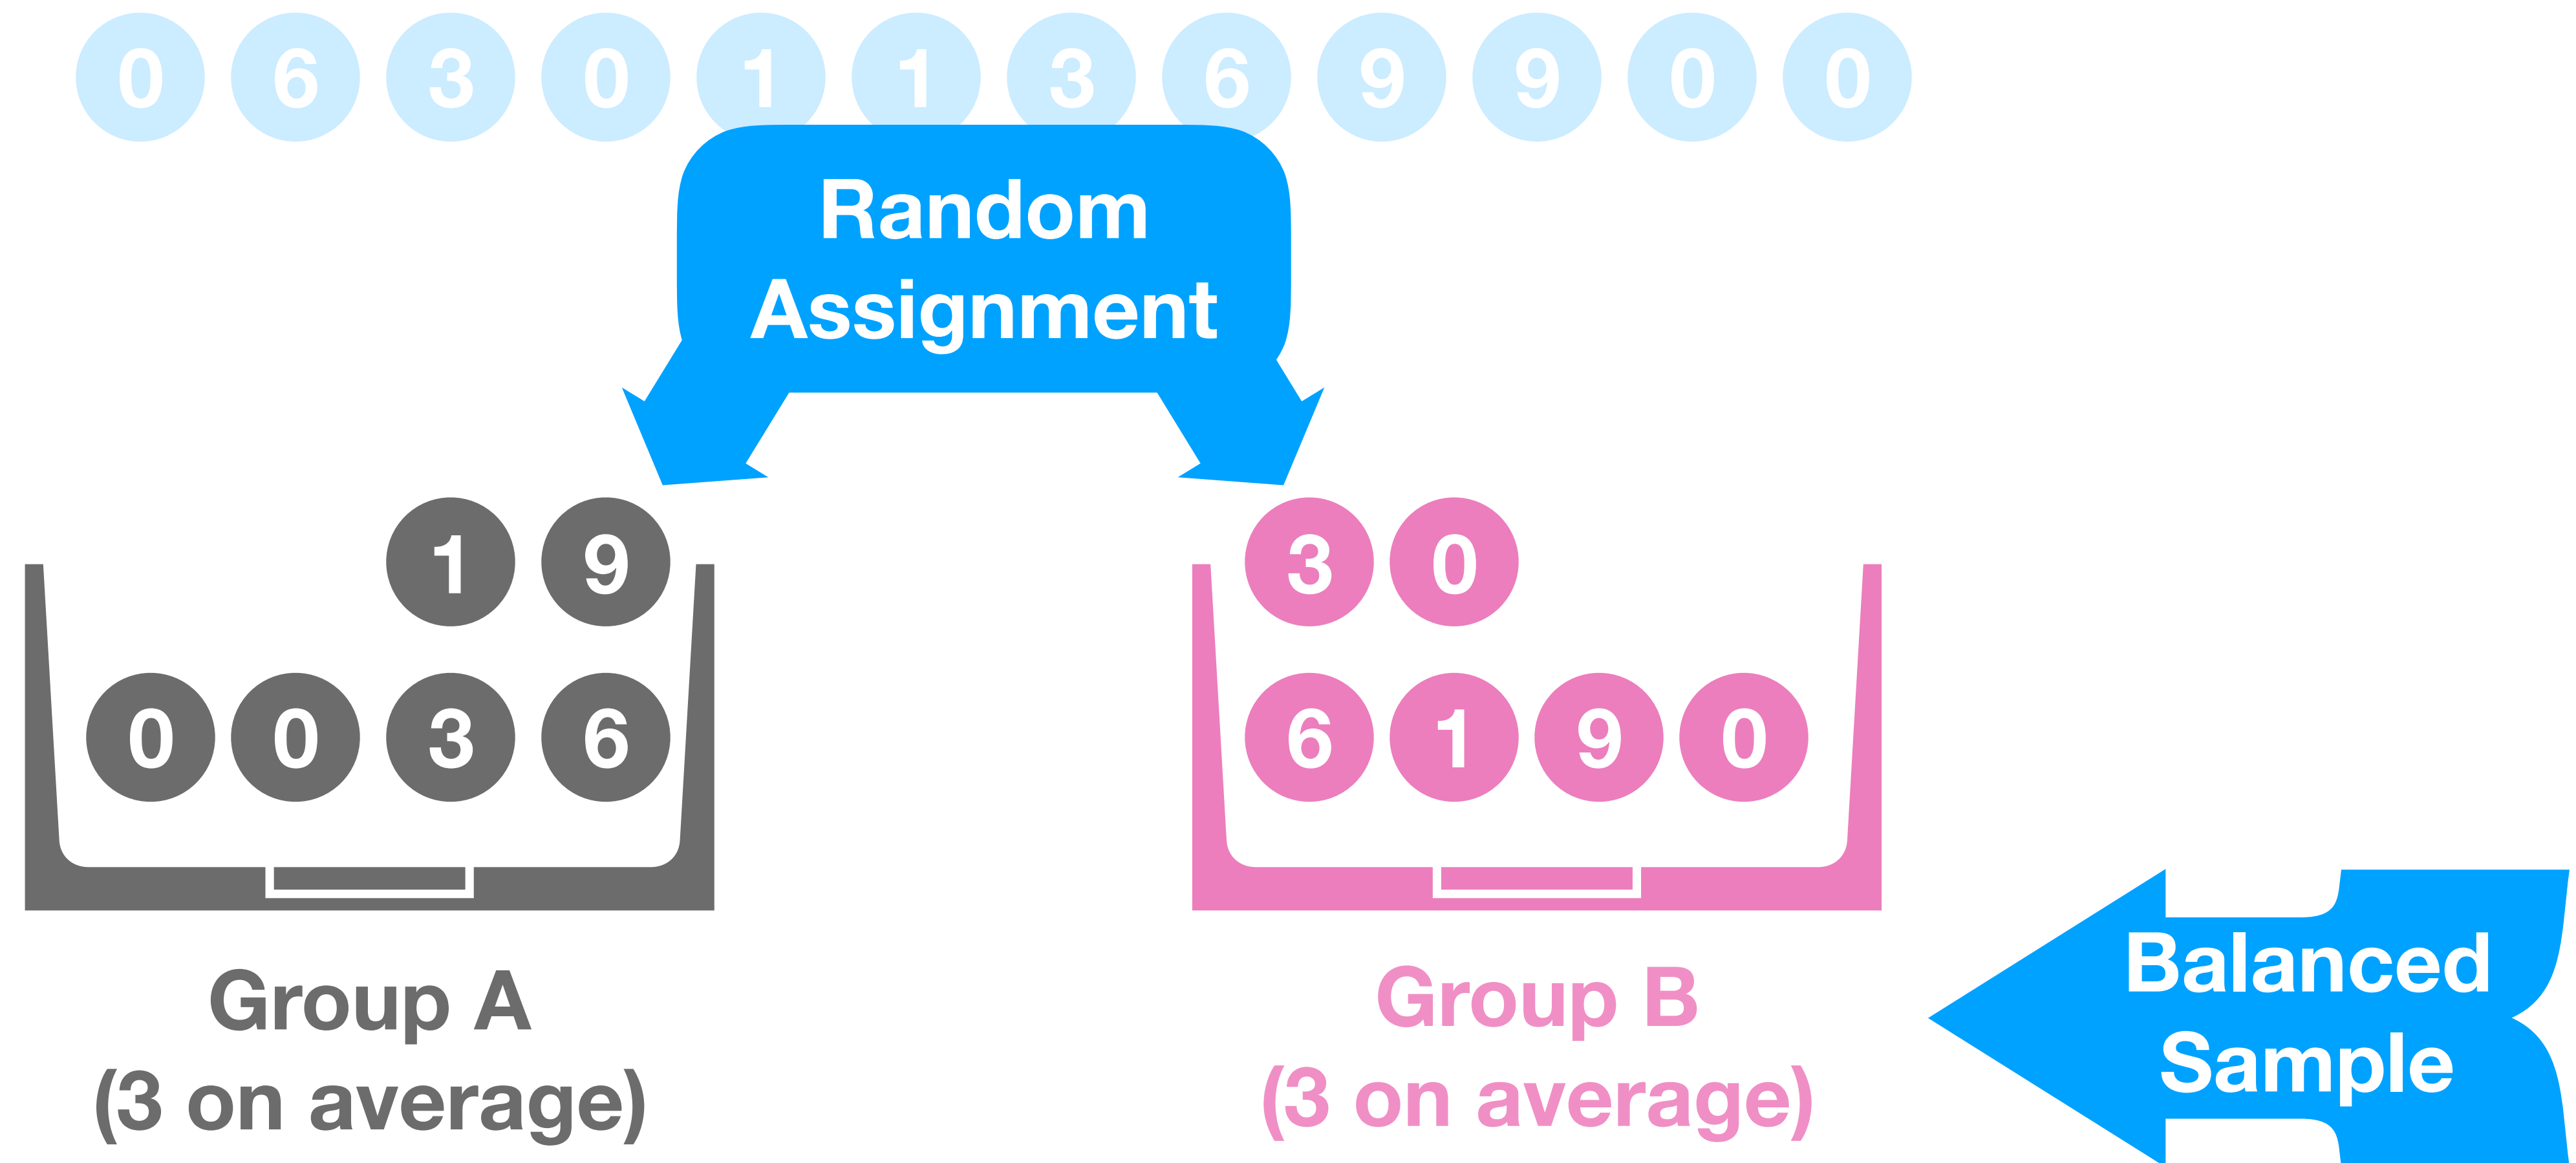 0 6 3 0 1 1 3 6 9 9 0 0
Random
Assignment
1 9
0 0 3 6
3 0
6 1 9 0
Group A
(3 on average)
Group B
(3 on average)
Balanced
Sample